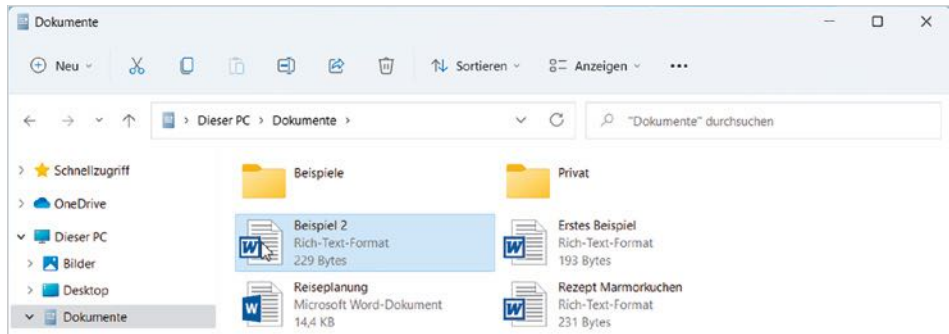 Dokumente
Neu
Sortieren
Anzeigen
Dieser PC > Dokumente >
"Dokumente" durchsuchen
Schnellzugriff
OneDrive
Dieser PC
Bilder
Desktop
Dokumente
Beispiele
Privat
Beispiel 2
Rich-Text-Format
229 Bytes
Erstes Beispiel
Rich-Text-Format
193 Bytes
Reiseplanung
Microsoft Word-Dokument
14,4 KB
Rezept Marmorkuchen
Rich-Text-Format
231 Bytes